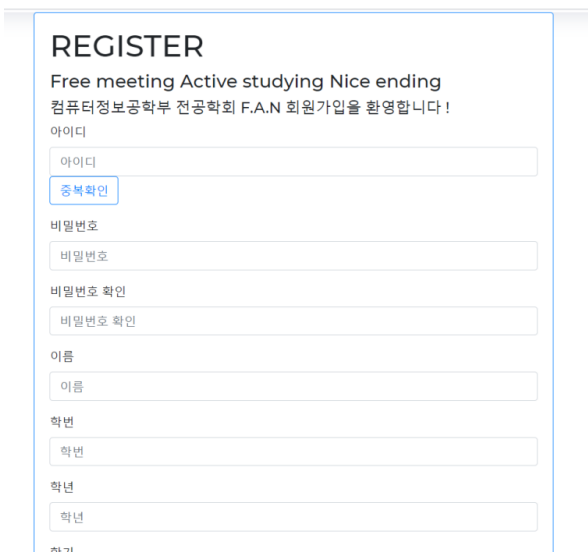 REGISTER
Free meeting Active studying Nice ending
컴퓨터정보공학부 전공학회 F.A.N 회원가입을 환영합니다 !
아이디
아이디
중복확인
비밀번호
비밀번호
비밀번호 확인
비밀번호 확인
이름
이름
학번
학번
학년
학년
학기